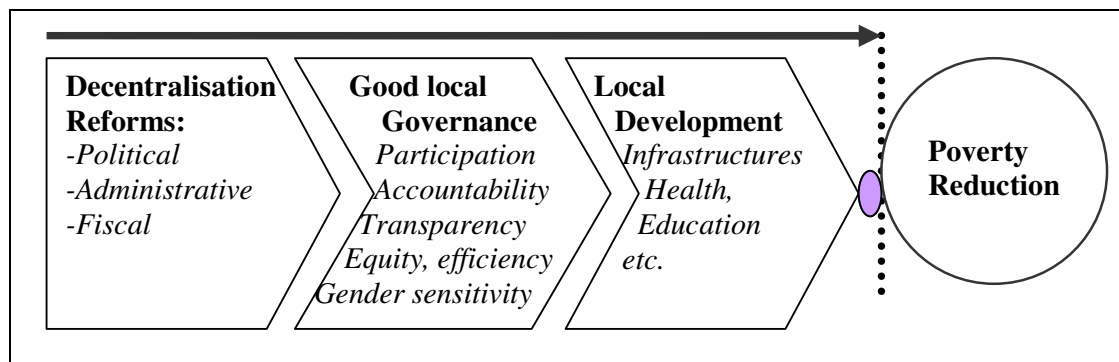 Decentralisation
Reforms:
-Political
-Administrative
-Fiscal
Good local
Governance
Participation
Accountability
Transparency
Equity, efficiency
Gender sensitivity
Local
Development
Infrastructures
Health,
Education
etc.
Poverty
Reduction